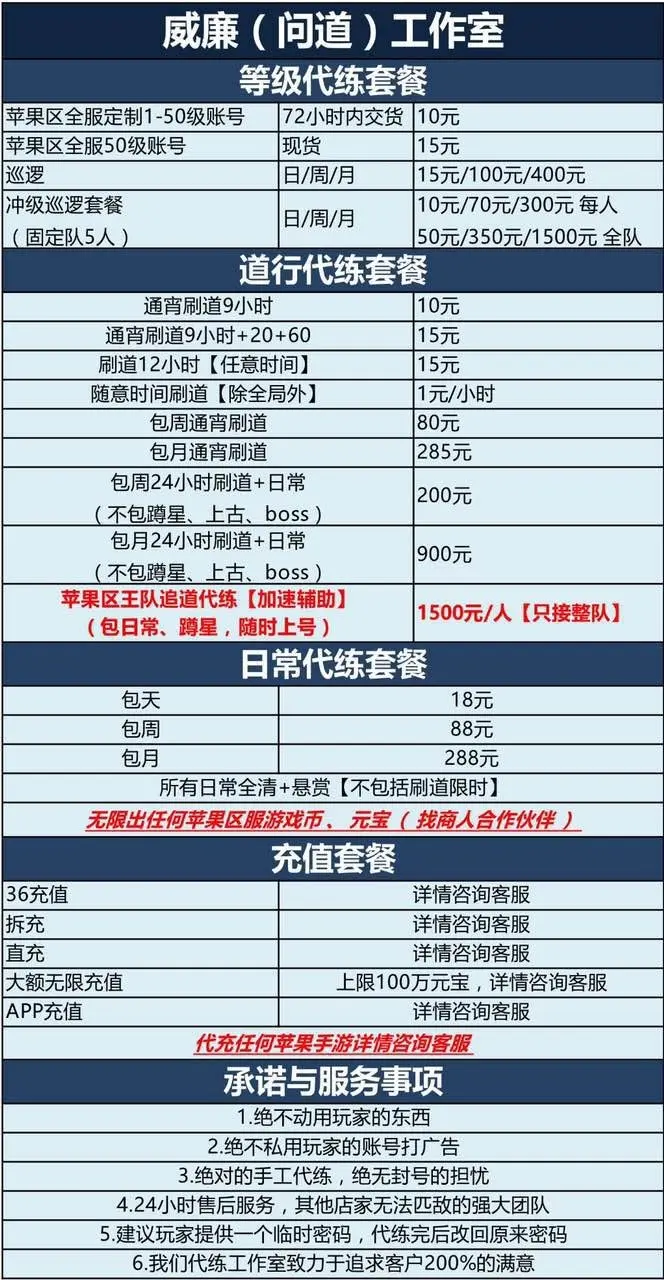 威廉（问道）工作室
等级代练套餐
苹果区全服定制1-50级账号 72小时内交货 10元
苹果区全服50级账号 现货 15元
巡逻 日/周/月 15元/100元/400元
冲级巡逻套餐
（固定队5人）
日/周/月
10元/70元/300元 每人
50元/350元/1500元 全队
道行代练套餐
通宵刷道9小时 10元
通宵刷道9小时+20+60 15元
刷道12小时【任意时间】 15元
随意时间刷道【除全局外】 1元/小时
包周通宵刷道 80元
包月通宵刷道 285元
包周24小时刷道+日常
（不包蹲星、上古、boss）
200元
包月24小时刷道+日常
（不包蹲星、上古、boss）
900元
苹果区王队追道代练【加速辅助】
（包日常、蹲星，随时上号）
1500元/人【只接整队】
日常代练套餐
包天 18元
包周 88元
包月 288元
所有日常全清+悬赏【不包括刷道限时】
无限出任何苹果区服游戏币、元宝（找商人合作伙伴）
充值套餐
36充值 详情咨询客服
拆充 详情咨询客服
直充 详情咨询客服
大额无限充值 上限100万元宝，详情咨询客服
APP充值 详情咨询客服
代充任何苹果手游详情咨询客服
承诺与服务事项
1.绝不动用玩家的东西
2.绝不私用玩家的账号打广告
3.绝对的手工代练，绝无封号的担忧
4.24小时售后服务，其他店家无法匹敌的强大团队
5.建议玩家提供一个临时密码，代练完后改回原来密码
6.我们代练工作室致力于追求客户200%的满意